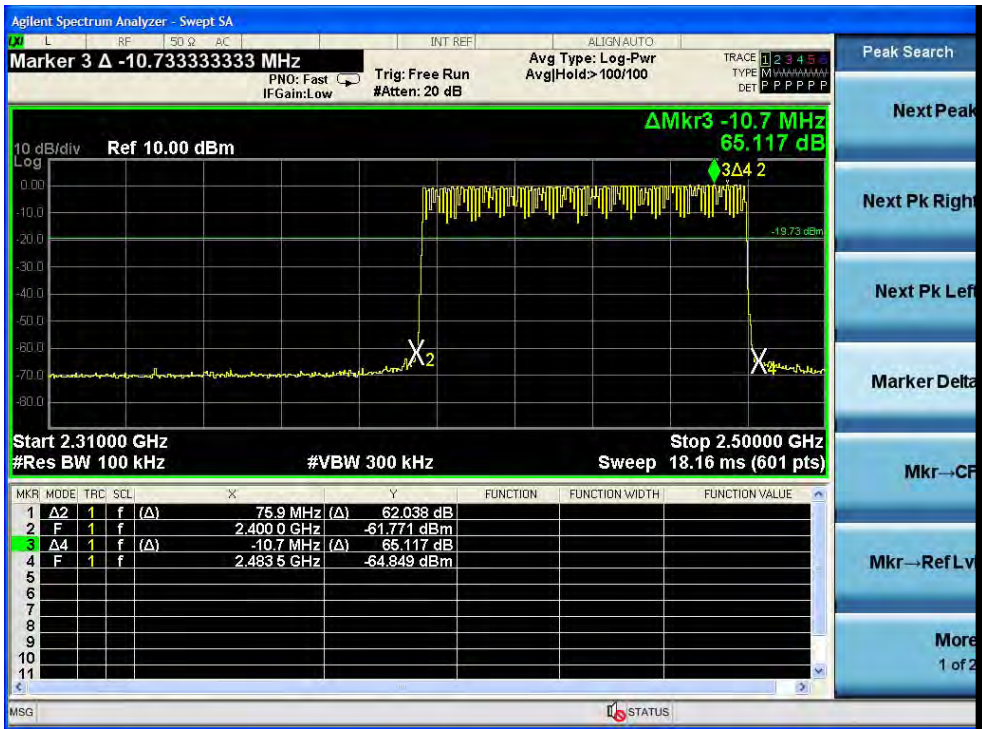 Agilent Spectrum Analyzer - Swept SA
LXI L RF 50 Ω AC INT REF ALIGN AUTO
Marker 3 Δ -10.733333333 MHz
PNO: Fast
IFGain:Low
Trig: Free Run
#Atten: 20 dB
Avg Type: Log-Pwr
Avg|Hold:> 100/100
TRACE 1 2 3 4 5 6
TYPE M
DET P P P P P P
ΔMkr3 -10.7 MHz
65.117 dB
10 dB/div Ref 10.00 dBm
Log
3Δ4 2
0.00
-10.0
-19.73 dBm
-20.0
-30.0
-40.0
-50.0
-60.0
2
4
-70.0
-80.0
Start 2.31000 GHz Stop 2.50000 GHz
#Res BW 100 kHz #VBW 300 kHz Sweep 18.16 ms (601 pts)
MKR MODE TRC SCL X Y FUNCTION FUNCTION WIDTH FUNCTION VALUE
1 Δ2 1 f (Δ) 75.9 MHz (Δ) 62.038 dB
2 F 1 f 2.400 0 GHz -61.771 dBm
3 Δ4 1 f (Δ) -10.7 MHz (Δ) 65.117 dB
4 F 1 f 2.483 5 GHz -64.849 dBm
5
6
7
8
9
10
11
MSG STATUS
Peak Search
Next Peak
Next Pk Right
Next Pk Left
Marker Delta
Mkr→CF
Mkr→Ref Lvl
More
1 of 2